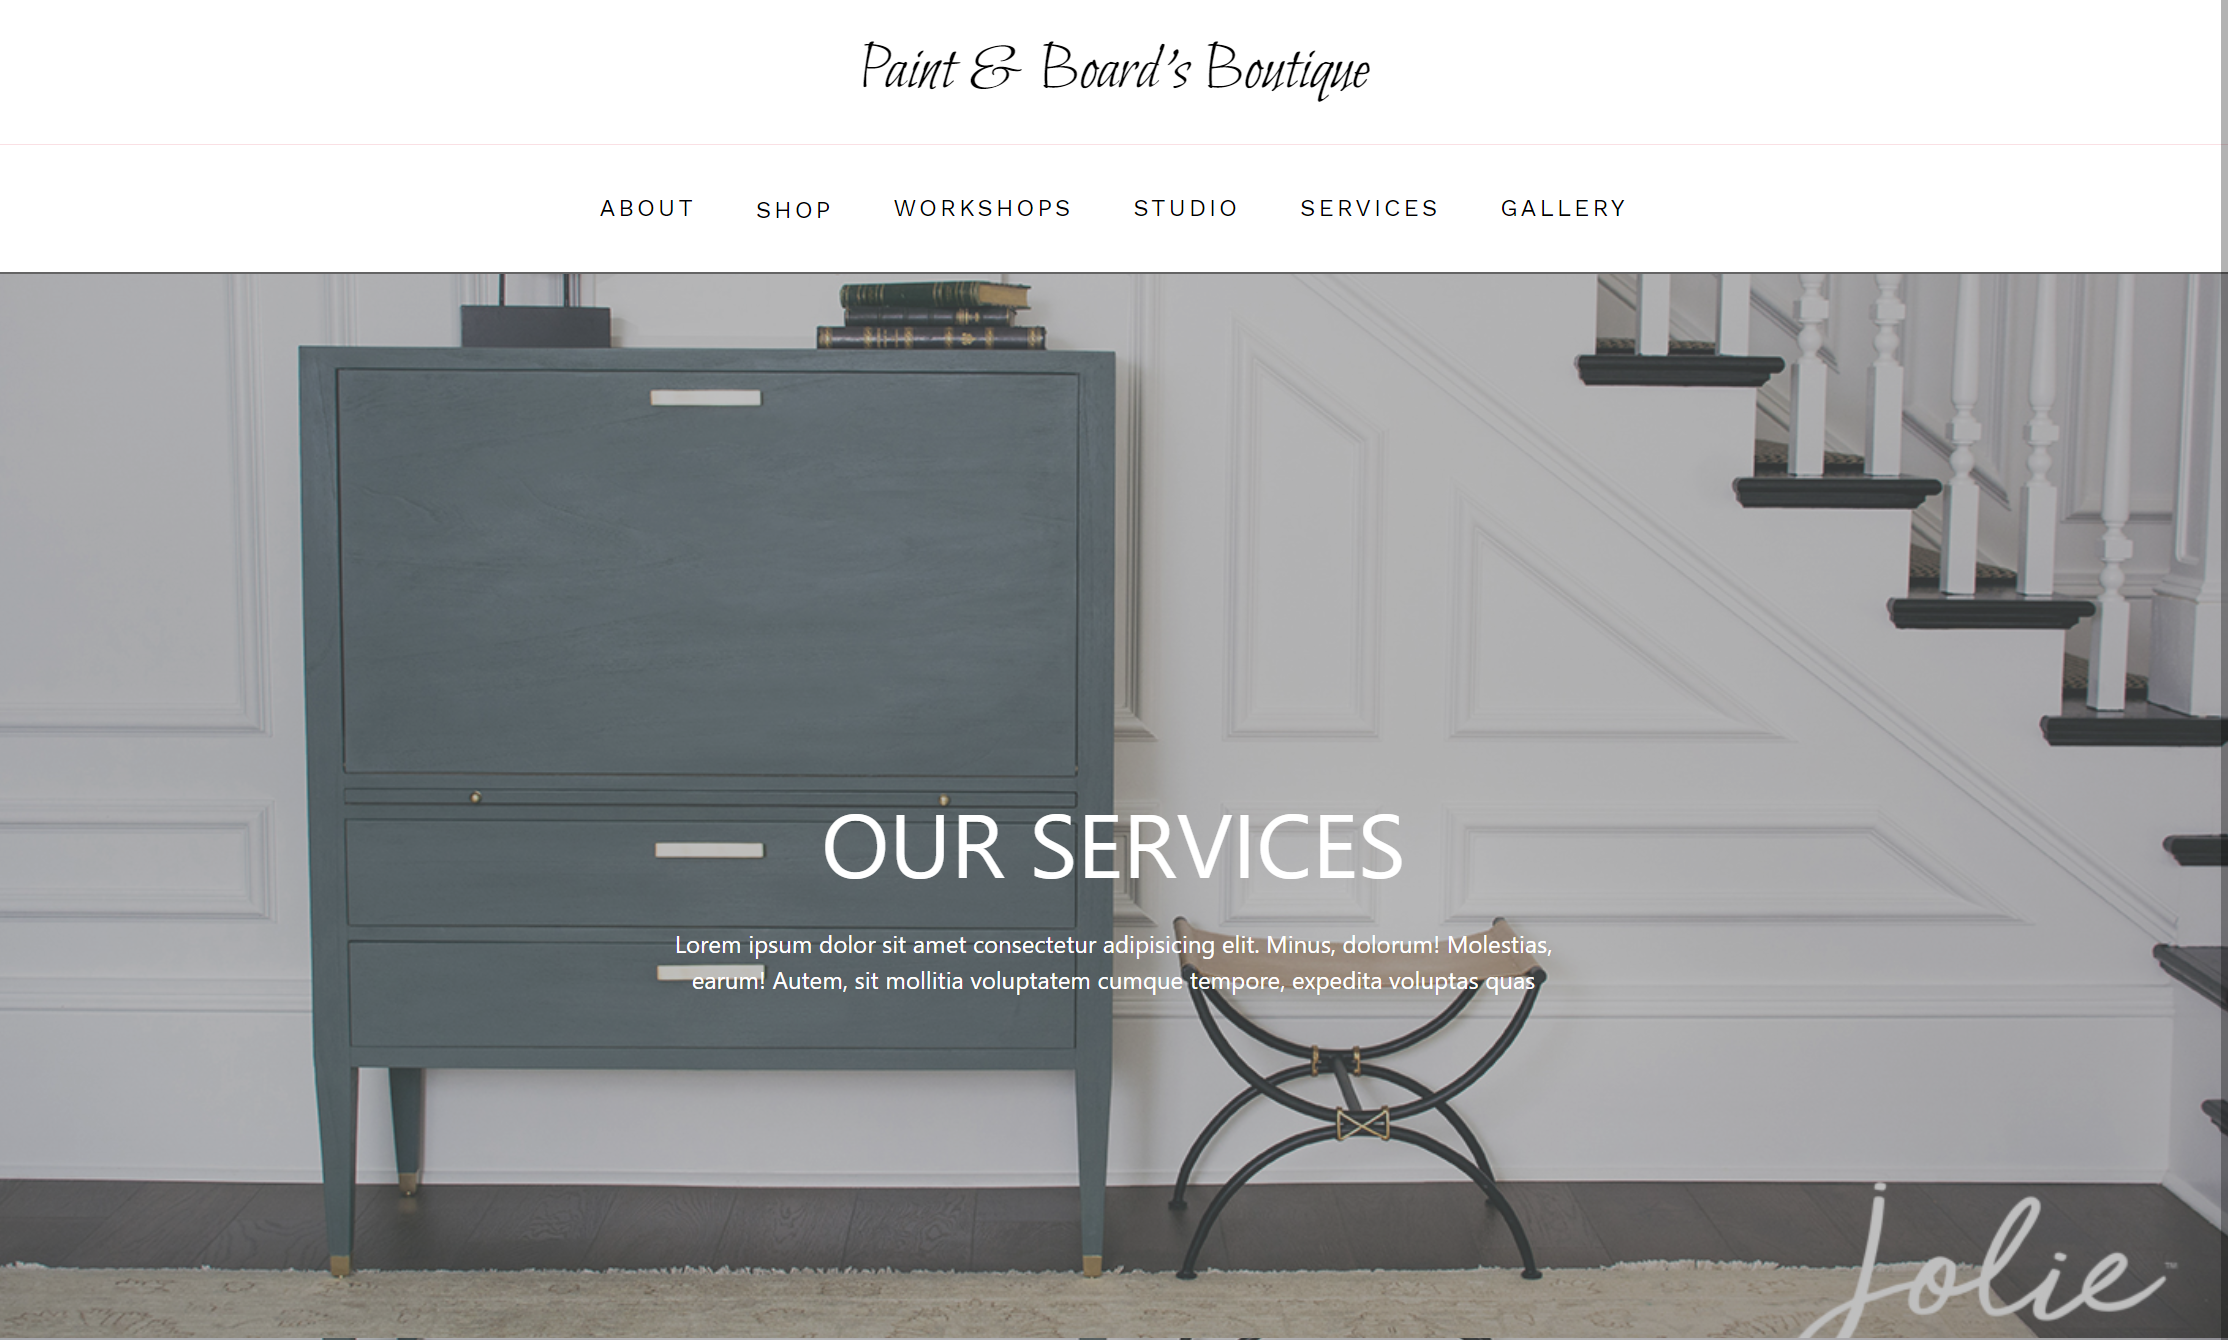 Paint & Board's Boutique
ABOUT SHOP WORKSHOPS STUDIO SERVICES GALLERY
OUR SERVICES
Lorem ipsum dolor sit amet consectetur adipisicing elit. Minus, dolorum! Molestias,
earum! Autem, sit mollitia voluptatem cumque tempore, expedita voluptas quas
jolie™